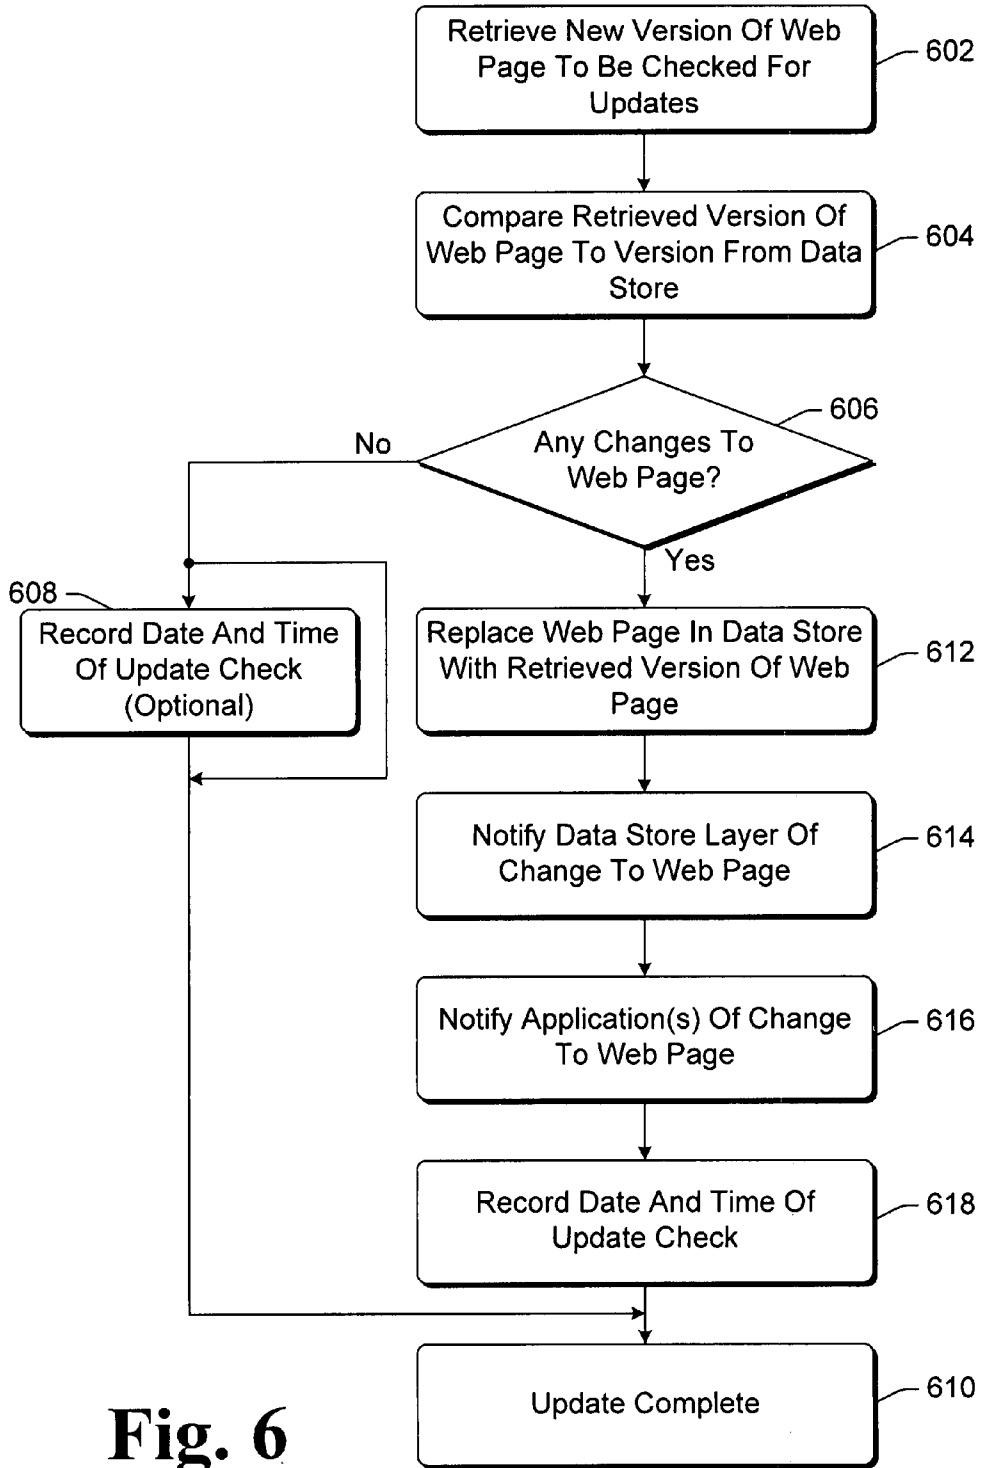 Retrieve New Version Of Web
Page To Be Checked For
Updates
602
Compare Retrieved Version Of
Web Page To Version From Data
Store
604
606
Any Changes To
Web Page?
No
Yes
608
Record Date And Time
Of Update Check
(Optional)
Replace Web Page In Data Store
With Retrieved Version Of Web
Page
612
Notify Data Store Layer Of
Change To Web Page
614
Notify Application(s) Of Change
To Web Page
616
Record Date And Time Of
Update Check
618
Update Complete
610
Fig. 6